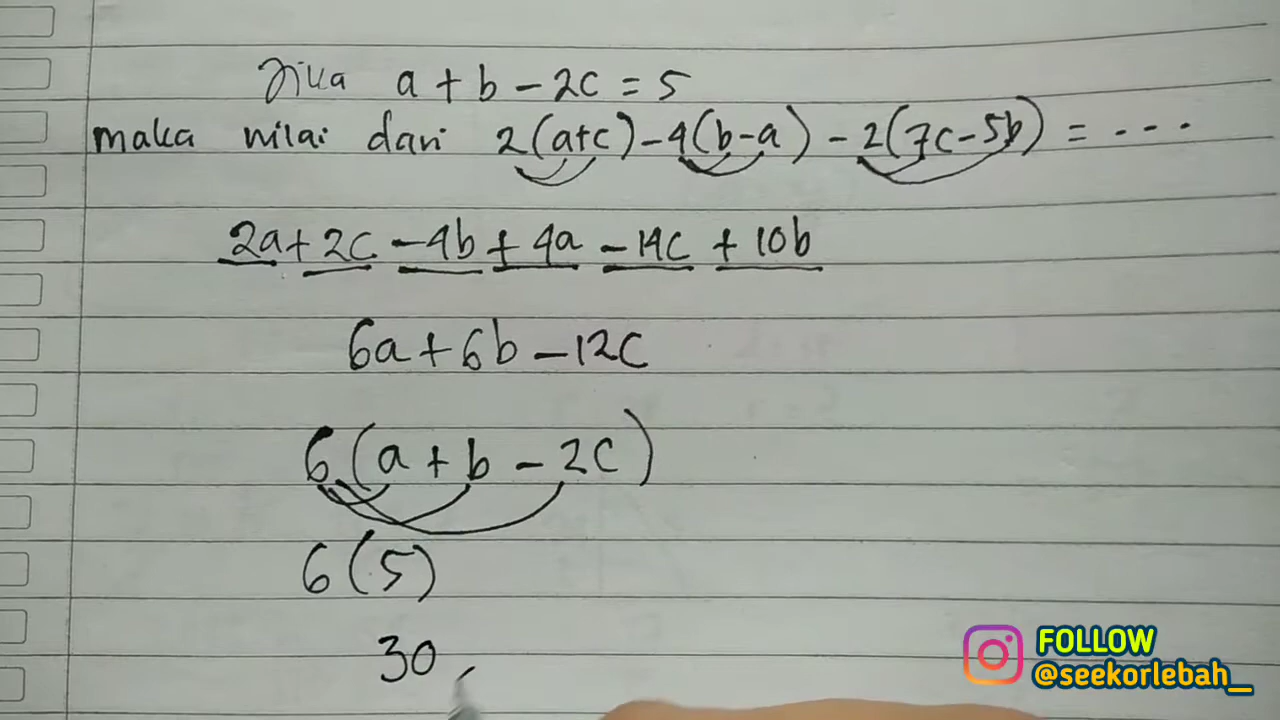 Jika a + b - 2c = 5
maka nilai dari 2(a+c) - 4(b-a) - 2(7c-5b) = ...
2a + 2c - 4b + 4a - 14c + 10b
6a + 6b - 12c
6(a + b - 2c)
6(5)
30
FOLLOW
@seekorlebah_